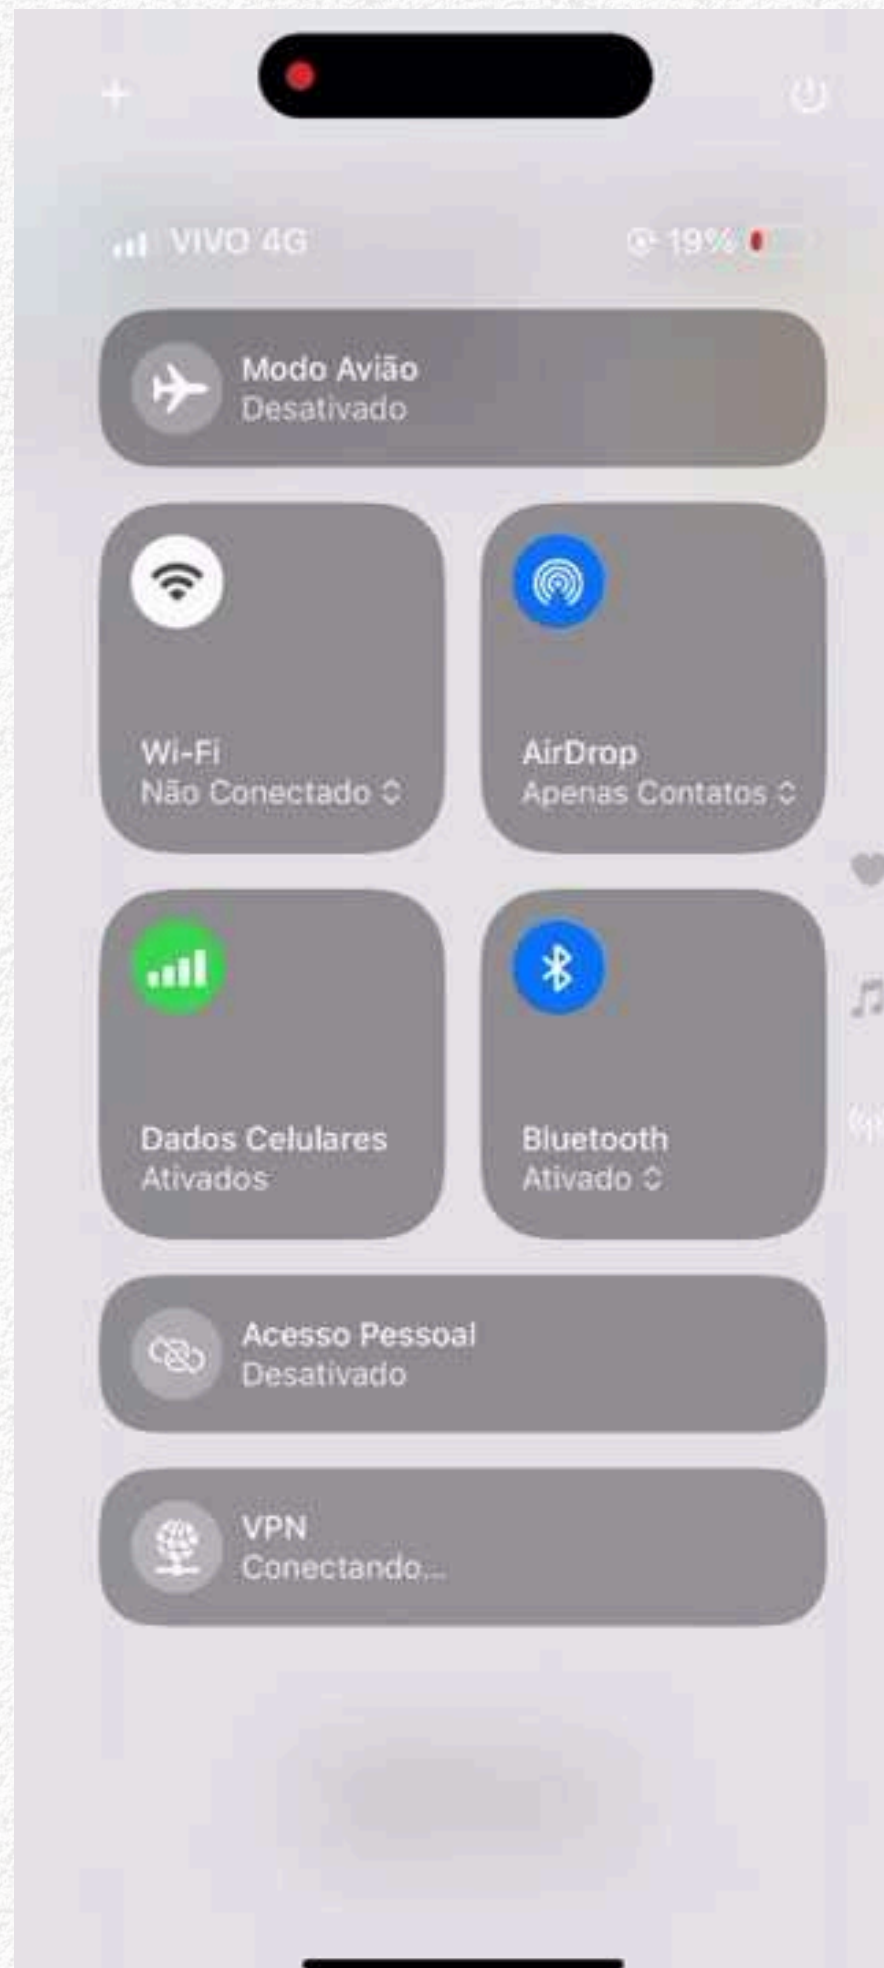 VIVO 4G
19%
Modo Avião
Desativado
Wi-Fi
Não Conectado
AirDrop
Apenas Contatos
Dados Celulares
Ativados
Bluetooth
Ativado
Acesso Pessoal
Desativado
VPN
Conectando...